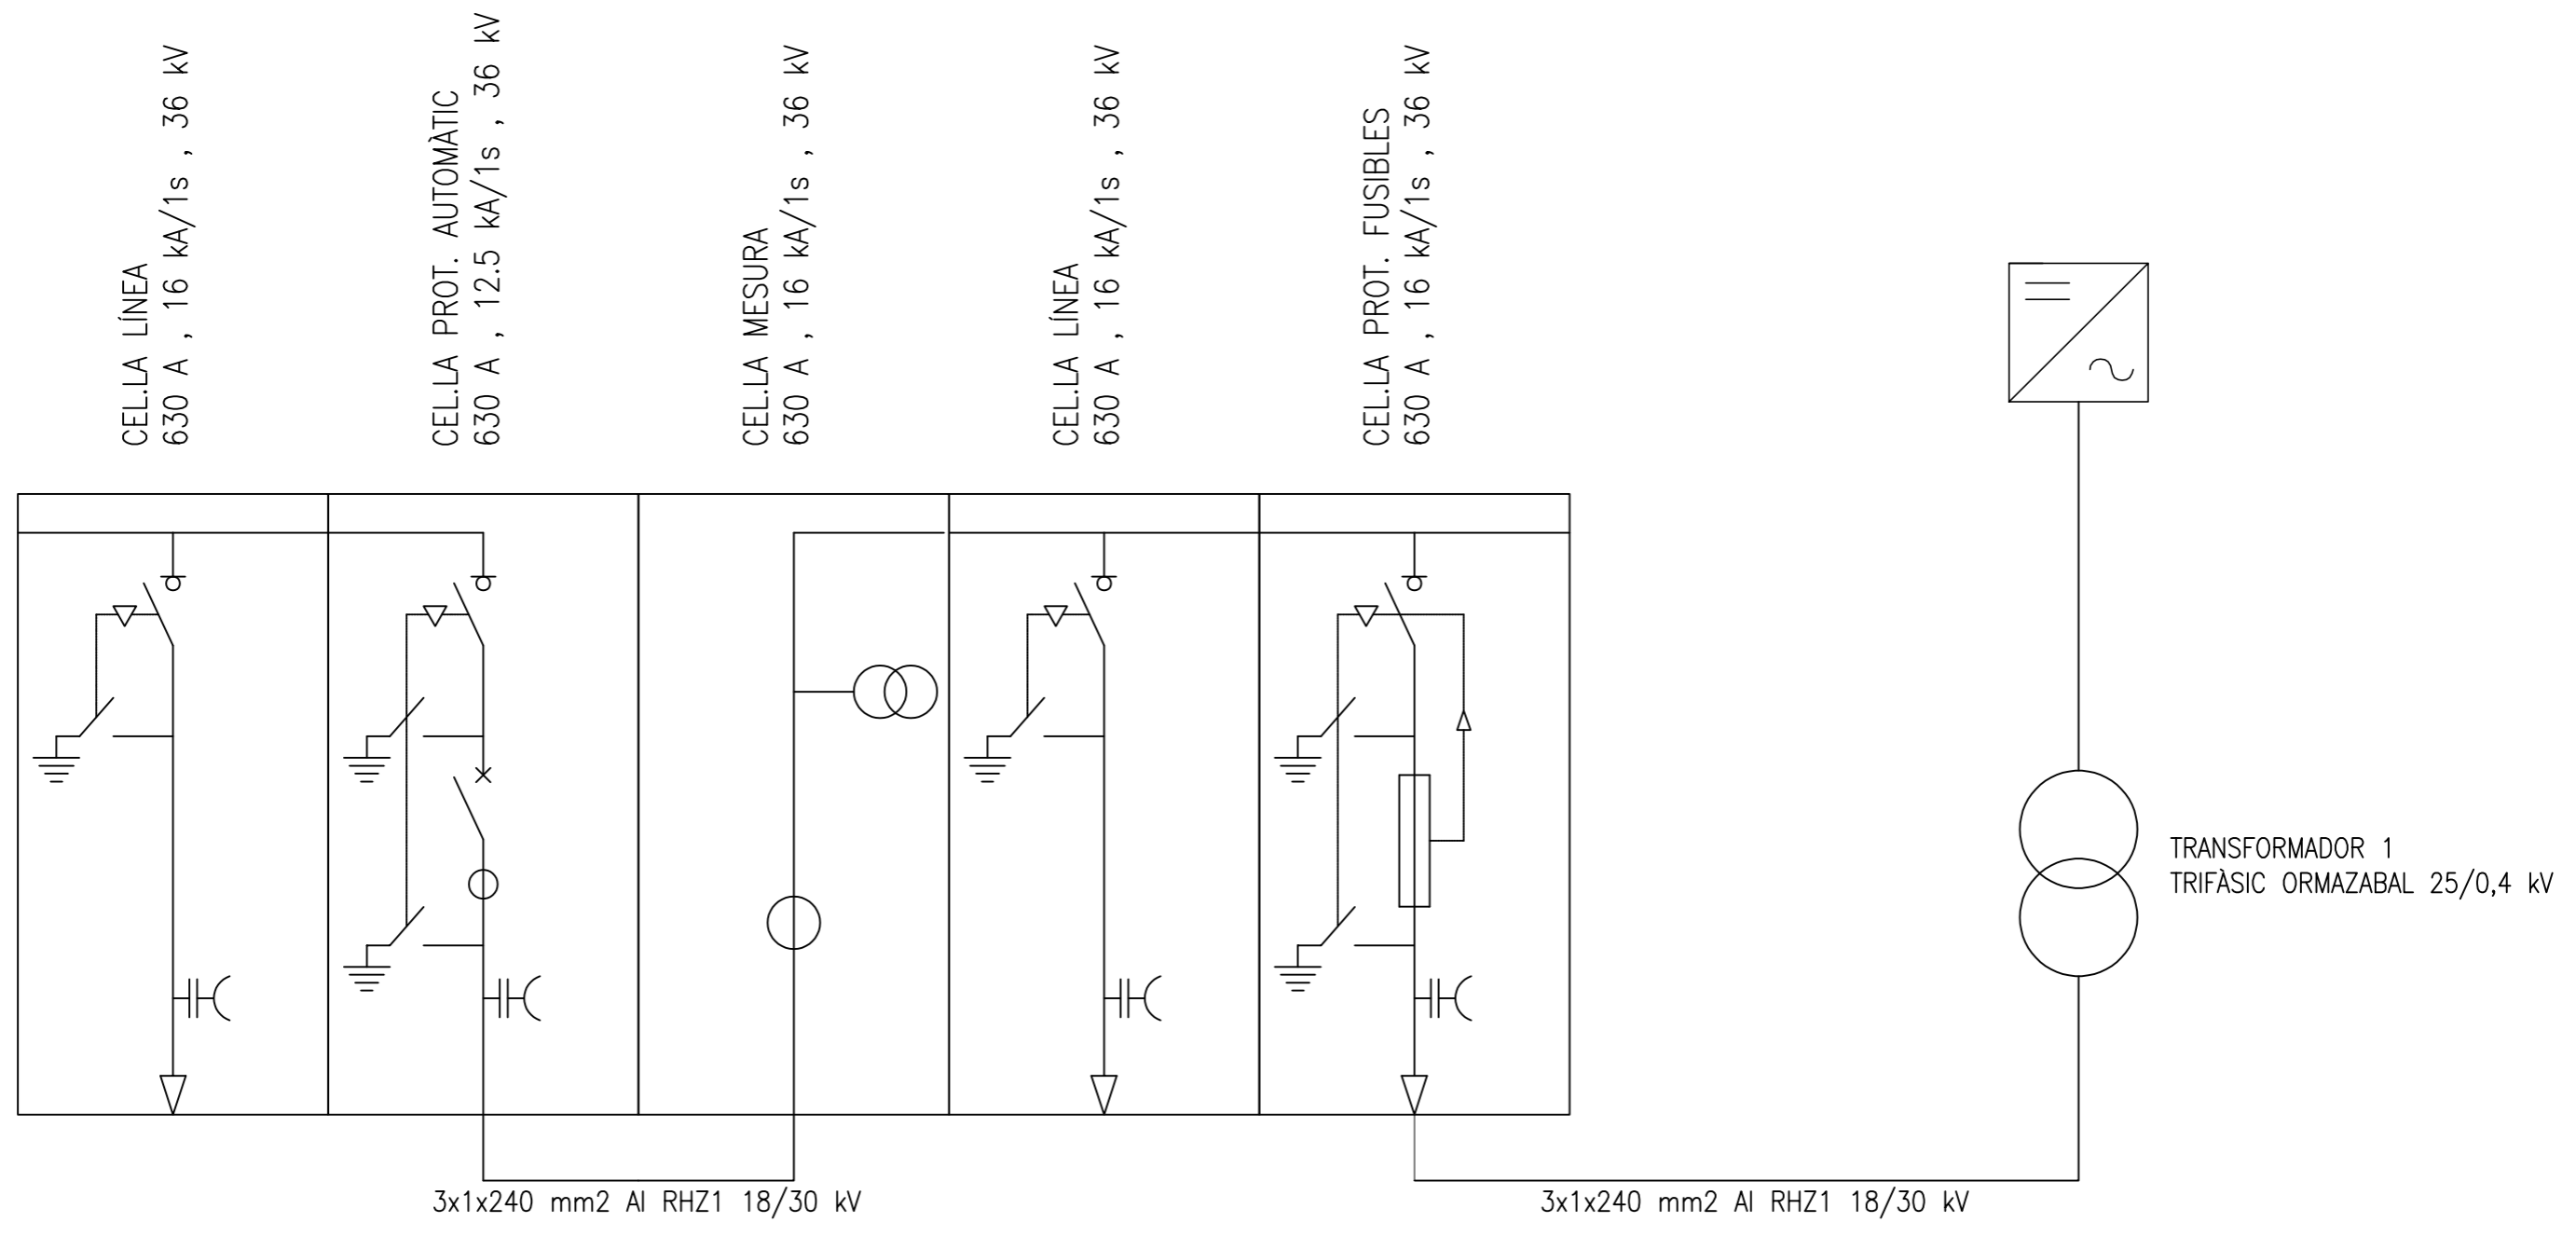 CEL.LA LÍNEA
630 A , 16 kA/1s , 36 kV
CEL.LA PROT. AUTOMÀTIC
630 A , 12.5 kA/1s , 36 kV
CEL.LA MESURA
630 A , 16 kA/1s , 36 kV
CEL.LA LÍNEA
630 A , 16 kA/1s , 36 kV
CEL.LA PROT. FUSIBLES
630 A , 16 kA/1s , 36 kV
TRANSFORMADOR 1
TRIFÀSIC ORMAZABAL 25/0,4 kV
3x1x240 mm2 Al RHZ1 18/30 kV
3x1x240 mm2 Al RHZ1 18/30 kV